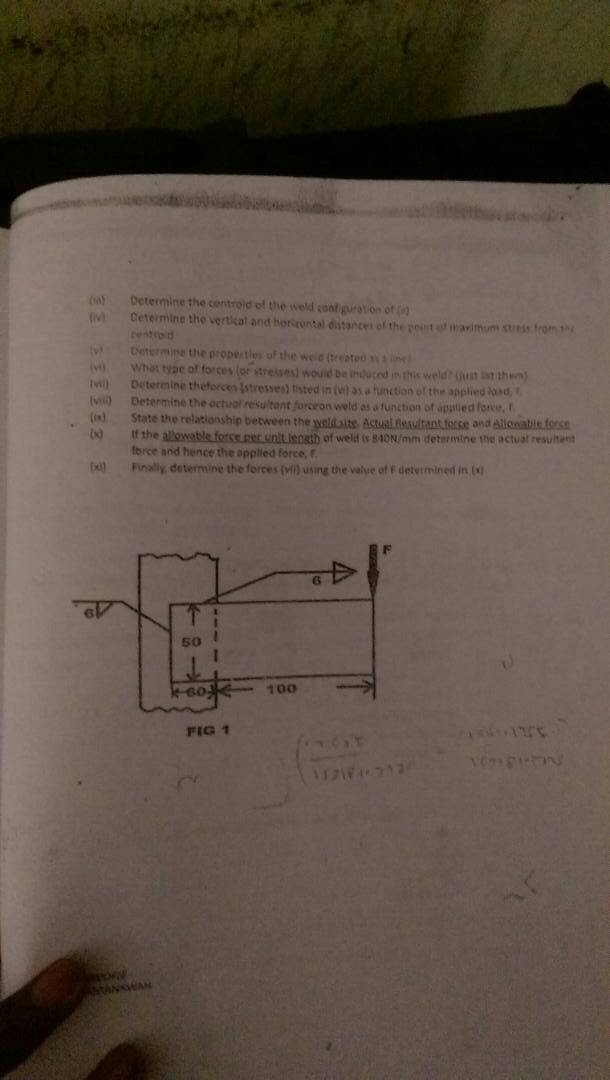 (iii) Determine the centroid of the weld configuration of (ii)
(iv) Determine the vertical and horizontal distances of the point of maximum stress from the
centroid
(v) Determine the properties of the weld (treated as a line)
(vi) What type of forces (or stresses) would be induced in this weld? (just list them)
(vii) Determine theforces (stresses) listed in (vi) as a function of the applied load, F.
(viii) Determine the actual resultant forceon weld as a function of applied force, F.
(ix) State the relationship between the weld size, Actual Resultant force and Allowable force
(x) If the allowable force per unit length of weld is 840N/mm determine the actual resultant
force and hence the applied force, F.
(xi) Finally, determine the forces (vii) using the value of F determined in (x)
F
6
6
50
60
100
FIG 1
2